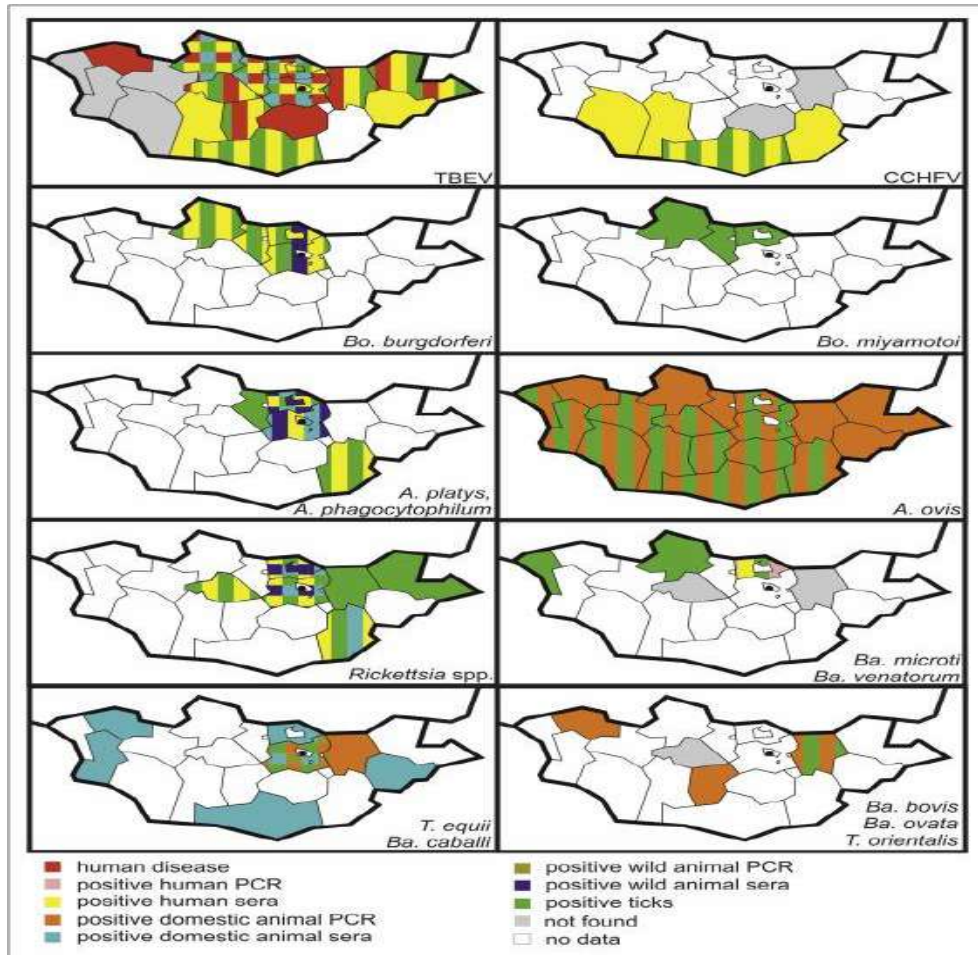 TBEV
CCHFV
Bo. burgdorferi
Bo. miyamotoi
A. platys,
A. phagocytophilum
A. ovis
Rickettsia spp.
Ba. microti
Ba. venatorum
T. equii
Ba. caballi
Ba. bovis
Ba. ovata
T. orientalis
human disease
positive human PCR
positive human sera
positive domestic animal PCR
positive domestic animal sera
positive wild animal PCR
positive wild animal sera
positive ticks
not found
no data